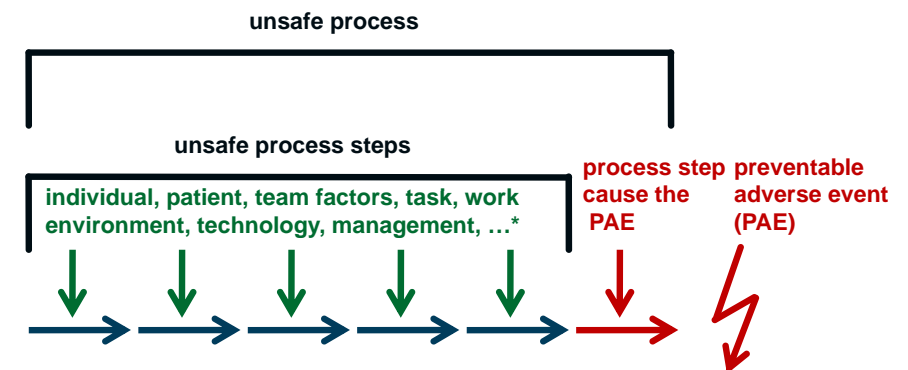 unsafe process
unsafe process steps
individual, patient, team factors, task, work
environment, technology, management, …*
process step
cause the
PAE
preventable
adverse event
(PAE)